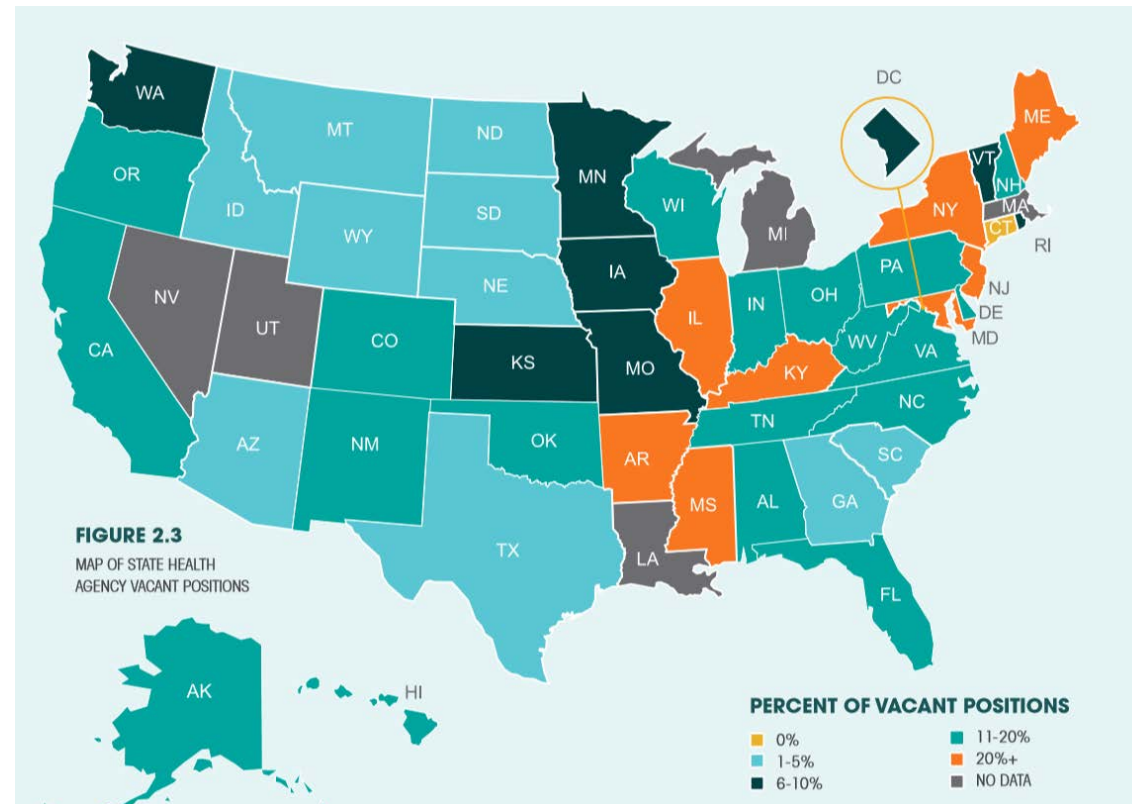 DC
WA
MT
ND
MN
ME
VT
NH
OR
ID
SD
WI
NY
MA
CT
RI
WY
MI
IA
NE
PA
NJ
NV
UT
CO
IL
IN
OH
DE
MD
CA
KS
MO
WV
VA
KY
NC
TN
AZ
NM
OK
AR
SC
MS
AL
GA
FIGURE 2.3
MAP OF STATE HEALTH
AGENCY VACANT POSITIONS
TX
LA
FL
AK
HI
PERCENT OF VACANT POSITIONS
0%
1-5%
6-10%
11-20%
20%+
NO DATA